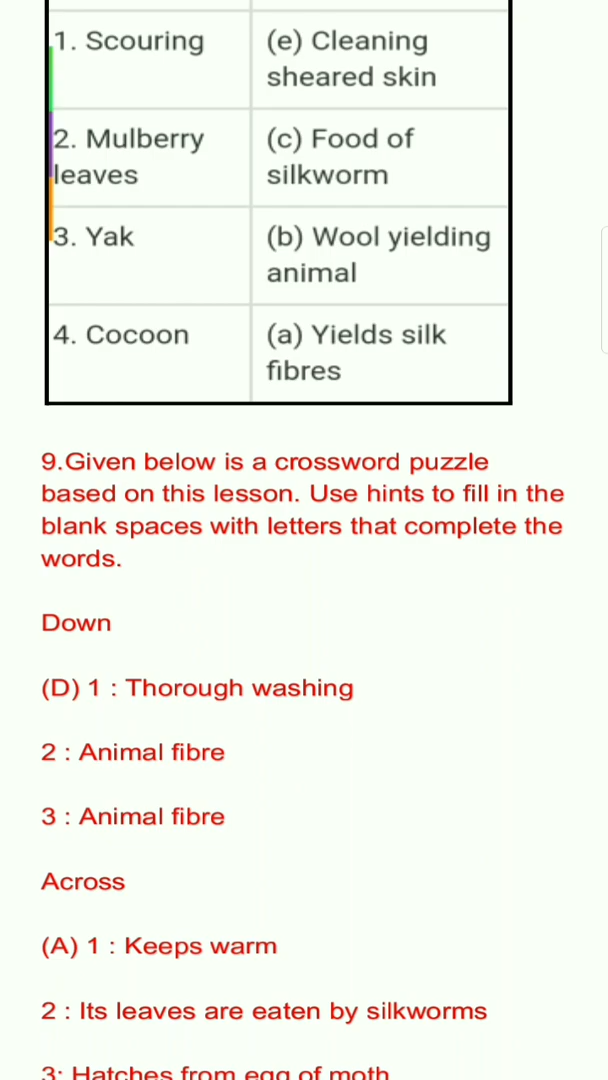 1. Scouring
(e) Cleaning
sheared skin
2. Mulberry
leaves
(c) Food of
silkworm
3. Yak
(b) Wool yielding
animal
4. Cocoon
(a) Yields silk
fibres
9.Given below is a crossword puzzle
based on this lesson. Use hints to fill in the
blank spaces with letters that complete the
words.
Down
(D) 1 : Thorough washing
2 : Animal fibre
3 : Animal fibre
Across
(A) 1 : Keeps warm
2 : Its leaves are eaten by silkworms
3: Hatches from egg of moth